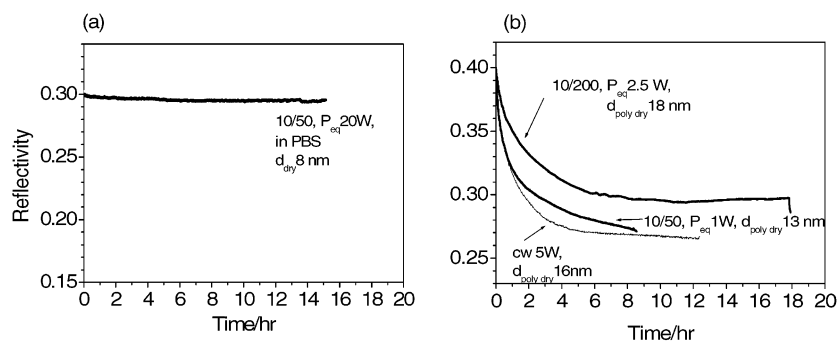 (a)
Reflectivity
0.30
0.25
0.20
0.15
0 2 4 6 8 10 12 14 16 18 20
Time/hr
10/50, Peq20W,
in PBS
ddry8 nm
(b)
0.40
0.35
0.30
0.25
0 2 4 6 8 10 12 14 16 18 20
Time/hr
10/200, Peq2.5 W,
dpoly dry18 nm
10/50, Peq1W, dpoly dry13 nm
cw 5W,
dpoly dry16nm